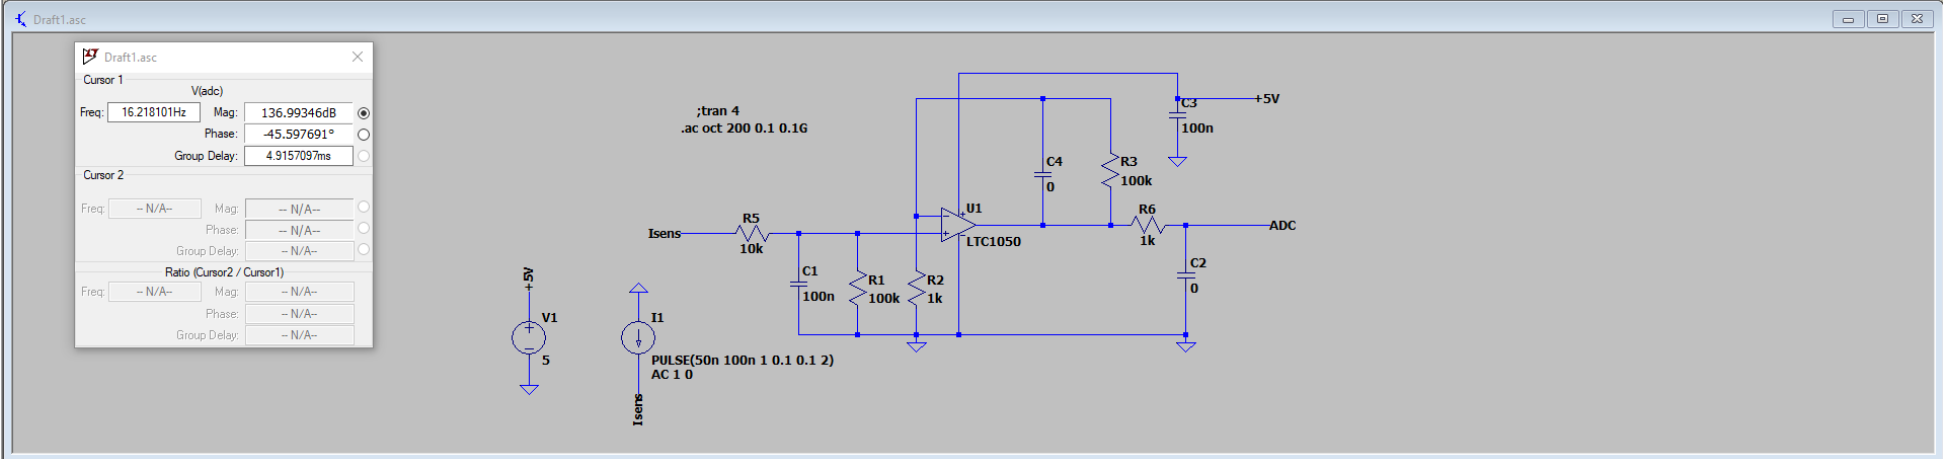 Draft1.asc
Draft1.asc
Cursor 1
V(adc)
Freq: 16.218101Hz Mag: 136.99346dB
Phase: -45.597691°
Group Delay: 4.9157097ms
Cursor 2
Freq: -- N/A-- Mag: -- N/A--
Phase: -- N/A--
Group Delay: -- N/A--
Ratio (Cursor2 / Cursor1)
Freq: -- N/A-- Mag: -- N/A--
Phase: -- N/A--
Group Delay: -- N/A--
;tran 4
.ac oct 200 0.1 0.1G
C3
100n
+5V
C4
0
R3
100k
U1
LTC1050
R6
1k
ADC
Isens
R5
10k
C1
100n
R1
100k
R2
1k
C2
0
+5V
V1
5
I1
PULSE(50n 100n 1 0.1 0.1 2)
AC 1 0
Isens